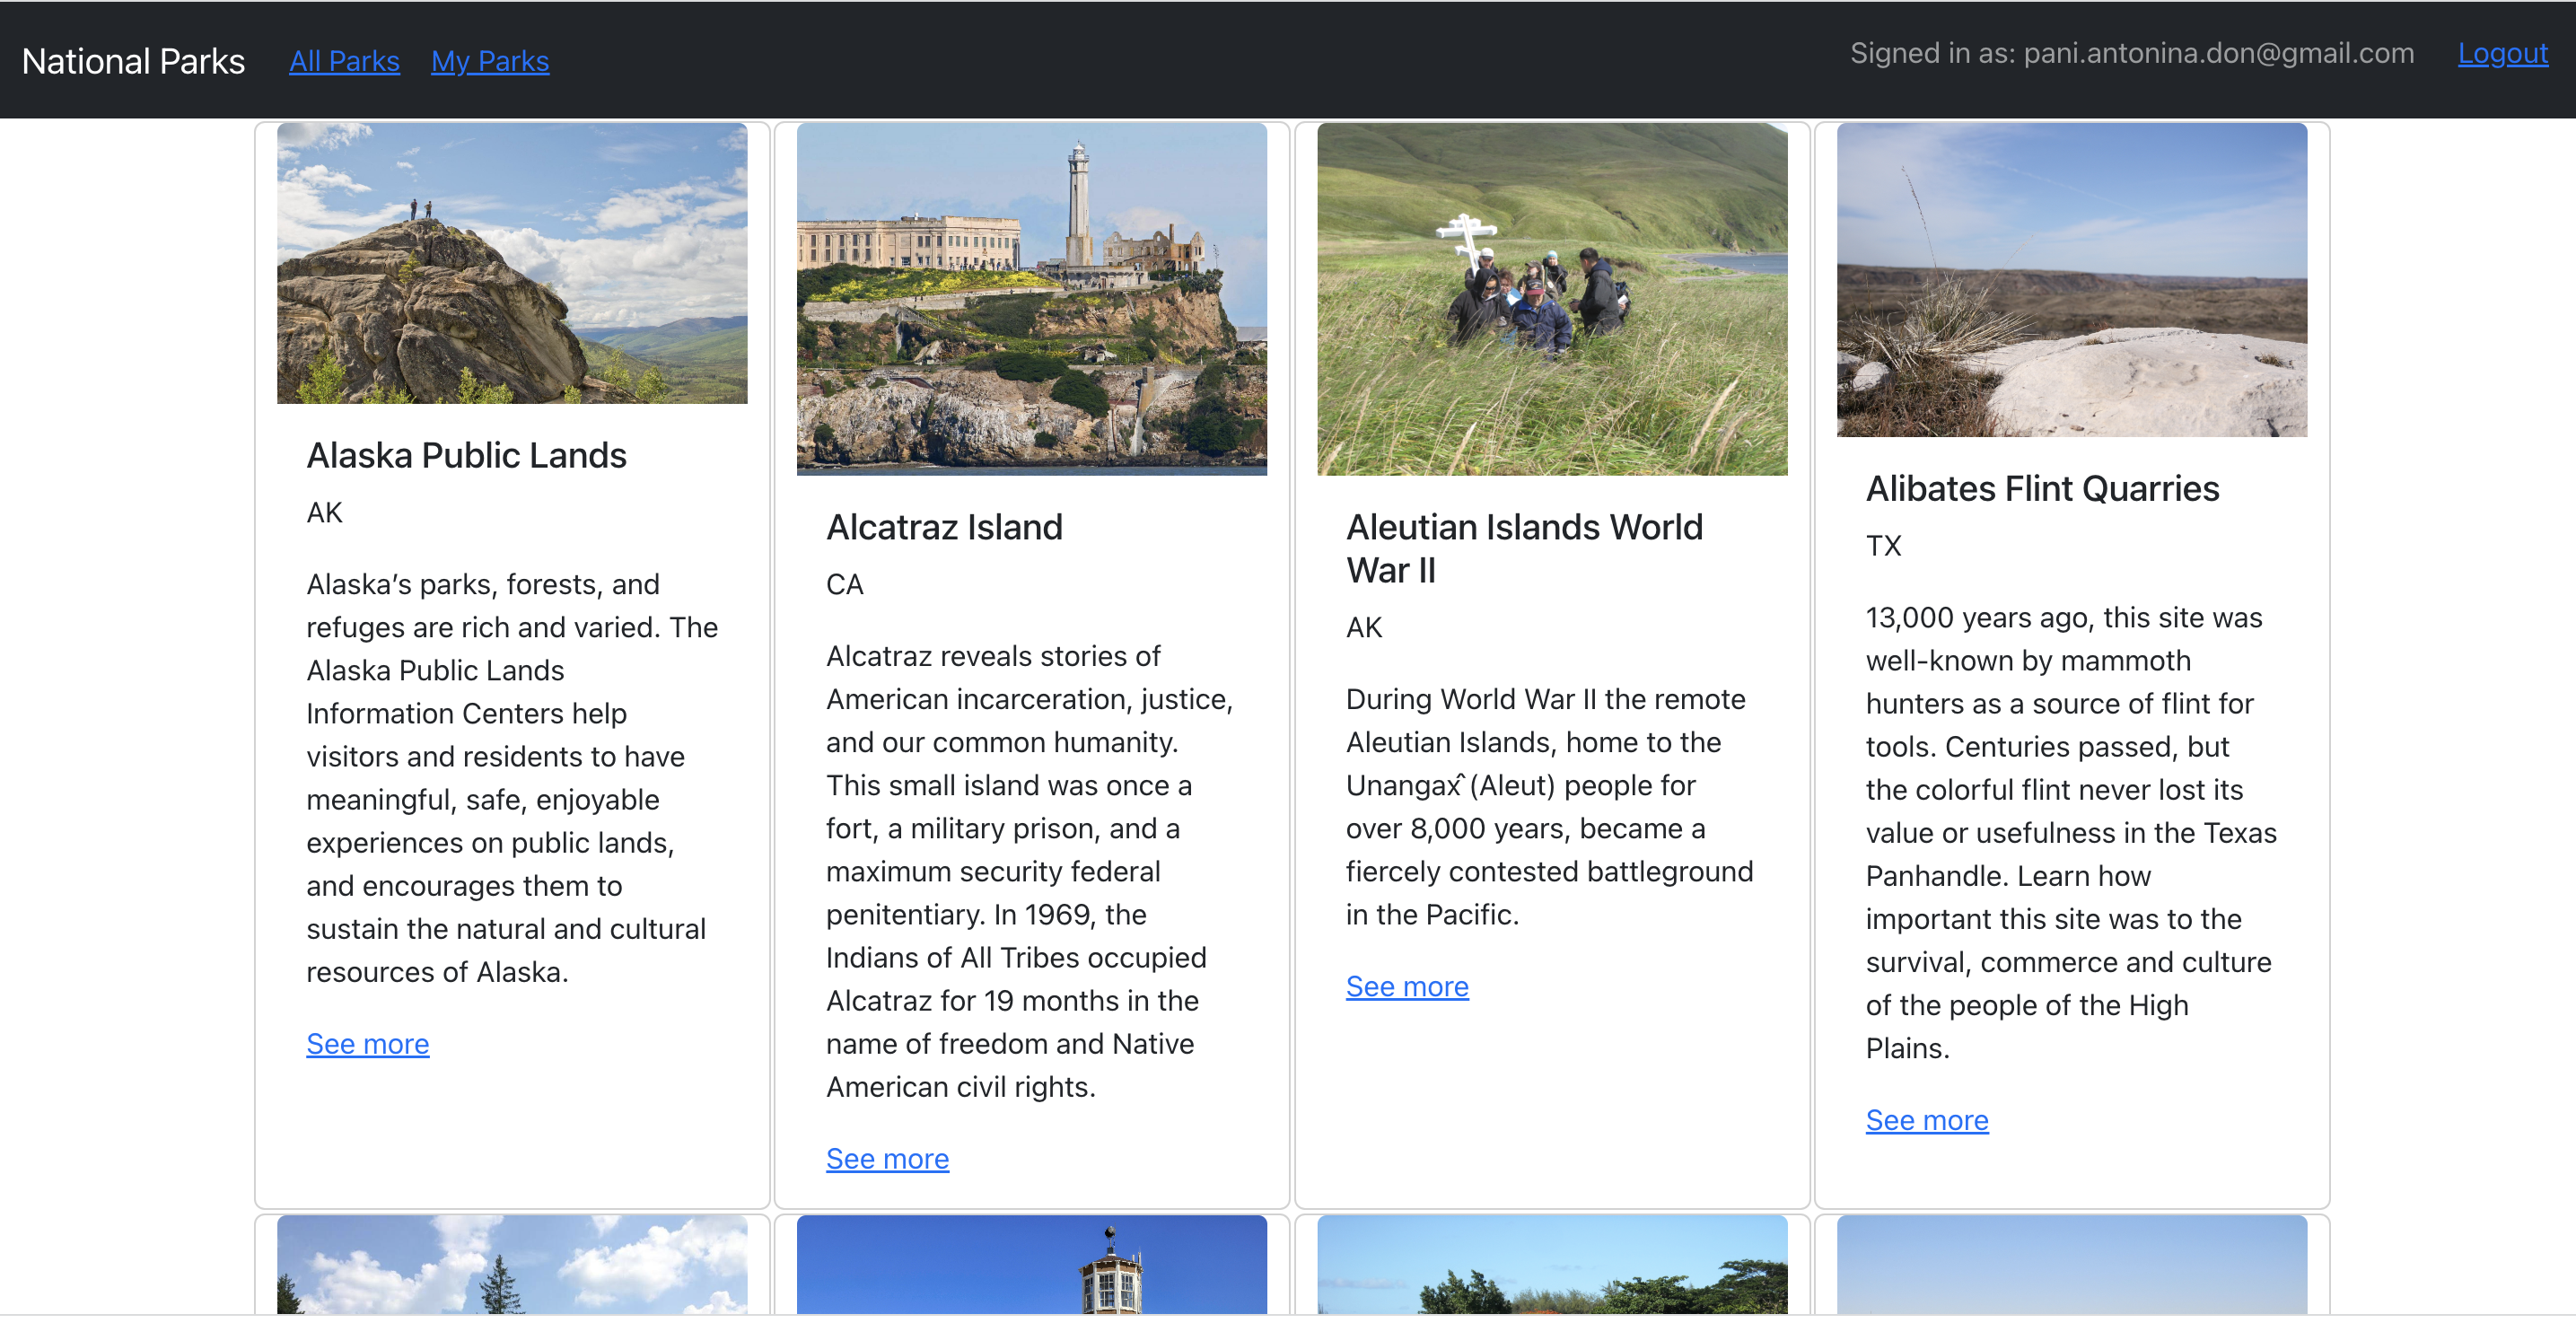 National Parks
All Parks
My Parks
Signed in as: pani.antonina.don@gmail.com
Logout
Alaska Public Lands
AK
Alaska’s parks, forests, and
refuges are rich and varied. The
Alaska Public Lands
Information Centers help
visitors and residents to have
meaningful, safe, enjoyable
experiences on public lands,
and encourages them to
sustain the natural and cultural
resources of Alaska.
See more
Alcatraz Island
CA
Alcatraz reveals stories of
American incarceration, justice,
and our common humanity.
This small island was once a
fort, a military prison, and a
maximum security federal
penitentiary. In 1969, the
Indians of All Tribes occupied
Alcatraz for 19 months in the
name of freedom and Native
American civil rights.
See more
Aleutian Islands World
War II
AK
During World War II the remote
Aleutian Islands, home to the
Unangax̂ (Aleut) people for
over 8,000 years, became a
fiercely contested battleground
in the Pacific.
See more
Alibates Flint Quarries
TX
13,000 years ago, this site was
well-known by mammoth
hunters as a source of flint for
tools. Centuries passed, but
the colorful flint never lost its
value or usefulness in the Texas
Panhandle. Learn how
important this site was to the
survival, commerce and culture
of the people of the High
Plains.
See more